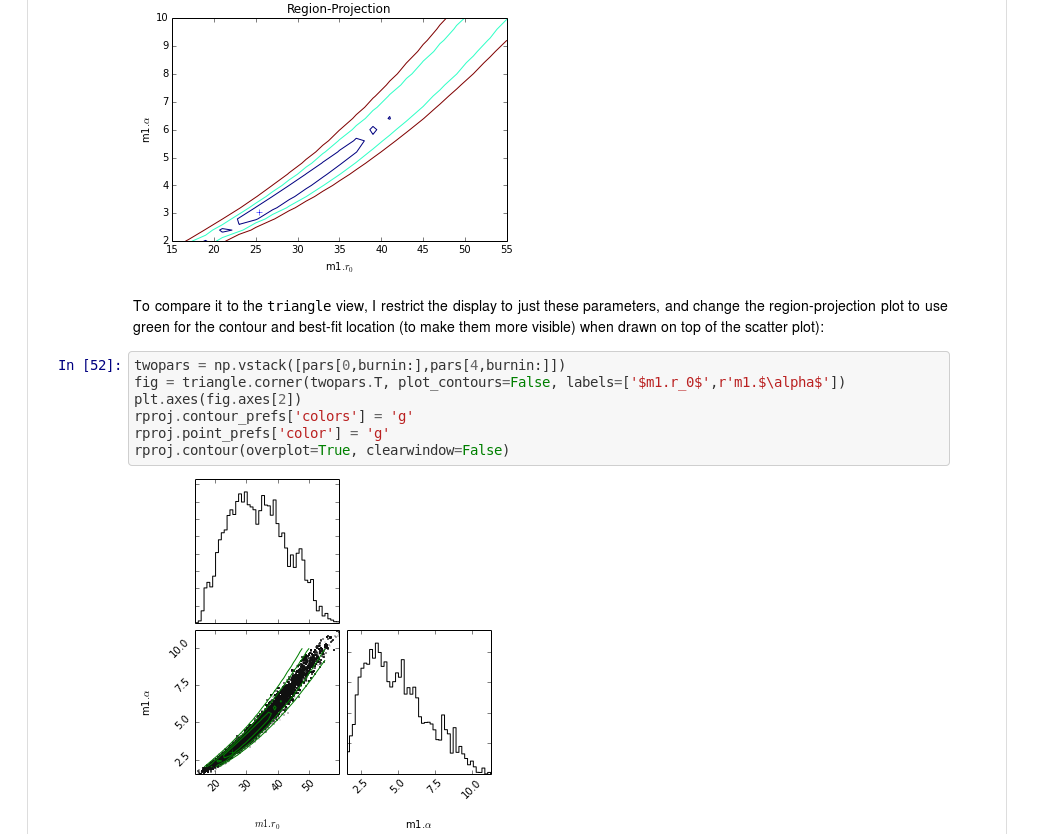 Region-Projection
10
9
8
7
6
5
4
3
2
m1.α
15 20 25 30 35 40 45 50 55
m1.r₀
To compare it to the triangle view, I restrict the display to just these parameters, and change the region-projection plot to use
green for the contour and best-fit location (to make them more visible) when drawn on top of the scatter plot):
In [52]:
twopars = np.vstack([pars[0,burnin:],pars[4,burnin:]])
fig = triangle.corner(twopars.T, plot_contours=False, labels=['$m1.r_0$',r'm1.$\alpha$'])
plt.axes(fig.axes[2])
rproj.contour_prefs['colors'] = 'g'
rproj.point_prefs['color'] = 'g'
rproj.contour(overplot=True, clearwindow=False)
10.0
7.5
5.0
2.5
m1.α
20 30 40 50
2.5 5.0 7.5 10.0
m1.r₀
m1.α